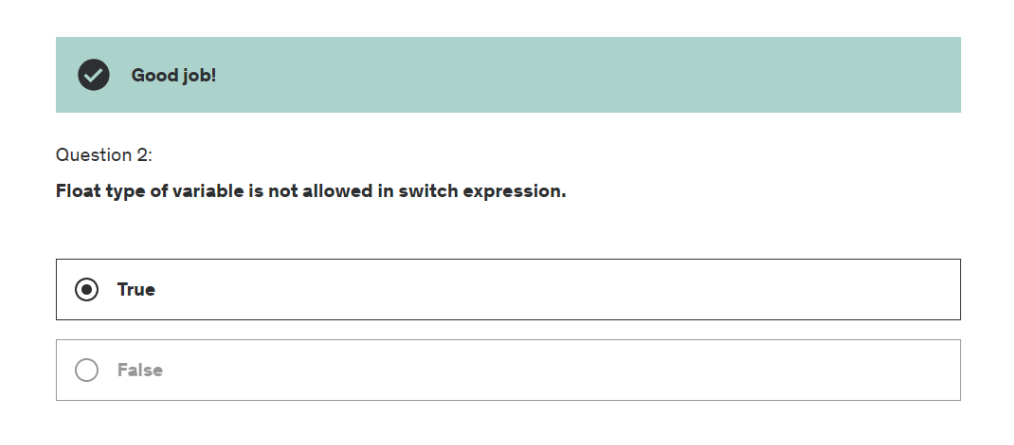 Good job!
Question 2:
Float type of variable is not allowed in switch expression.
True
False